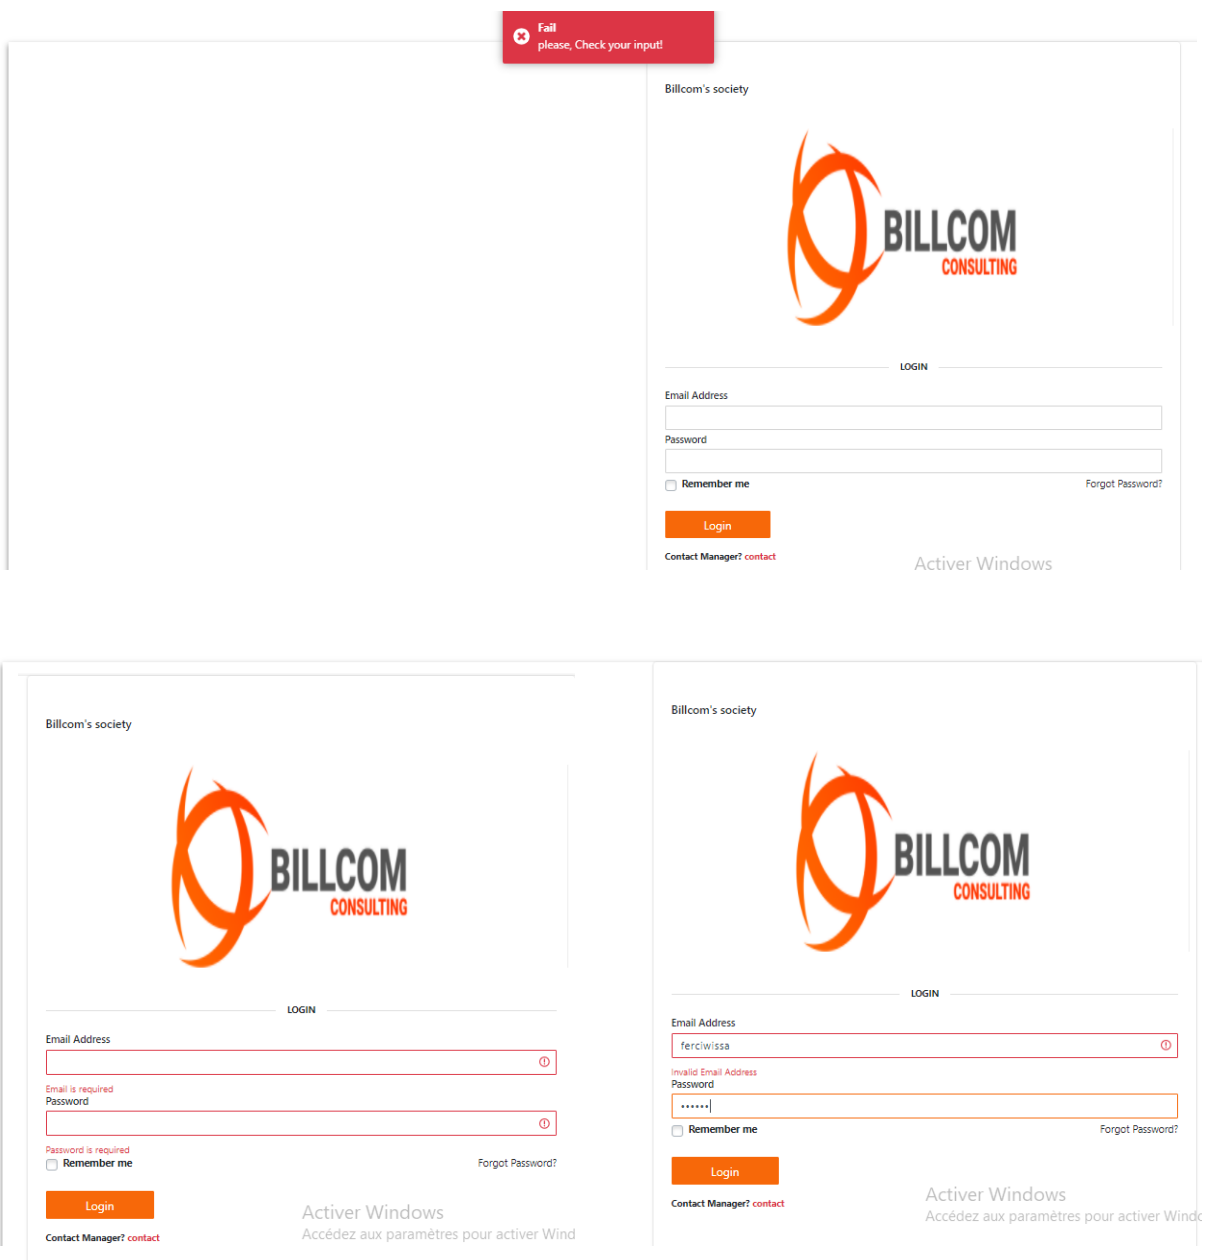 Fail
please, Check your input!
Billcom's society
BILLCOM
CONSULTING
LOGIN
Email Address
Password
Remember me
Forgot Password?
Login
Contact Manager? contact
Activer Windows
Billcom's society
BILLCOM
CONSULTING
LOGIN
Email Address
Email is required
Password
Password is required
Remember me
Forgot Password?
Login
Contact Manager? contact
Activer Windows
Accédez aux paramètres pour activer Wind
Billcom's society
BILLCOM
CONSULTING
LOGIN
Email Address
ferciwissa
Invalid Email Address
Password
••••••
Remember me
Forgot Password?
Login
Contact Manager? contact
Activer Windows
Accédez aux paramètres pour activer Windo